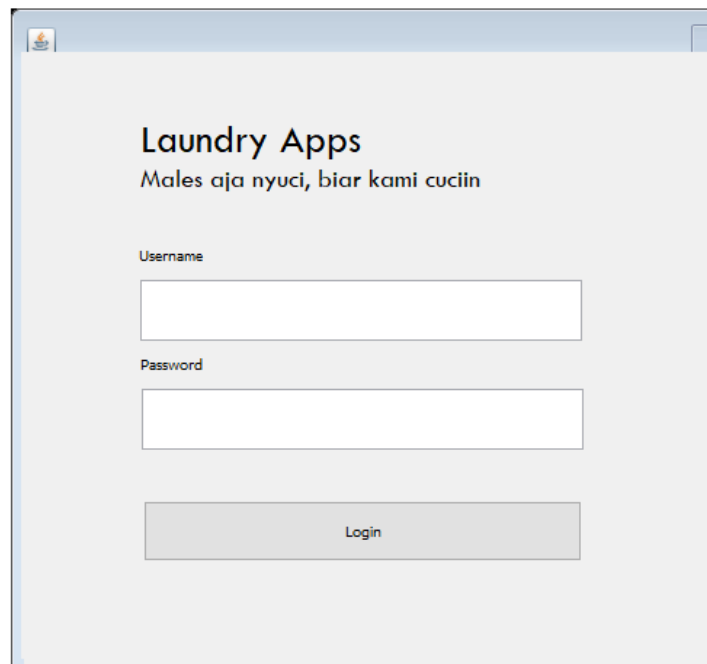 Laundry Apps
Males aja nyuci, biar kami cuciin
Username
Password
Login